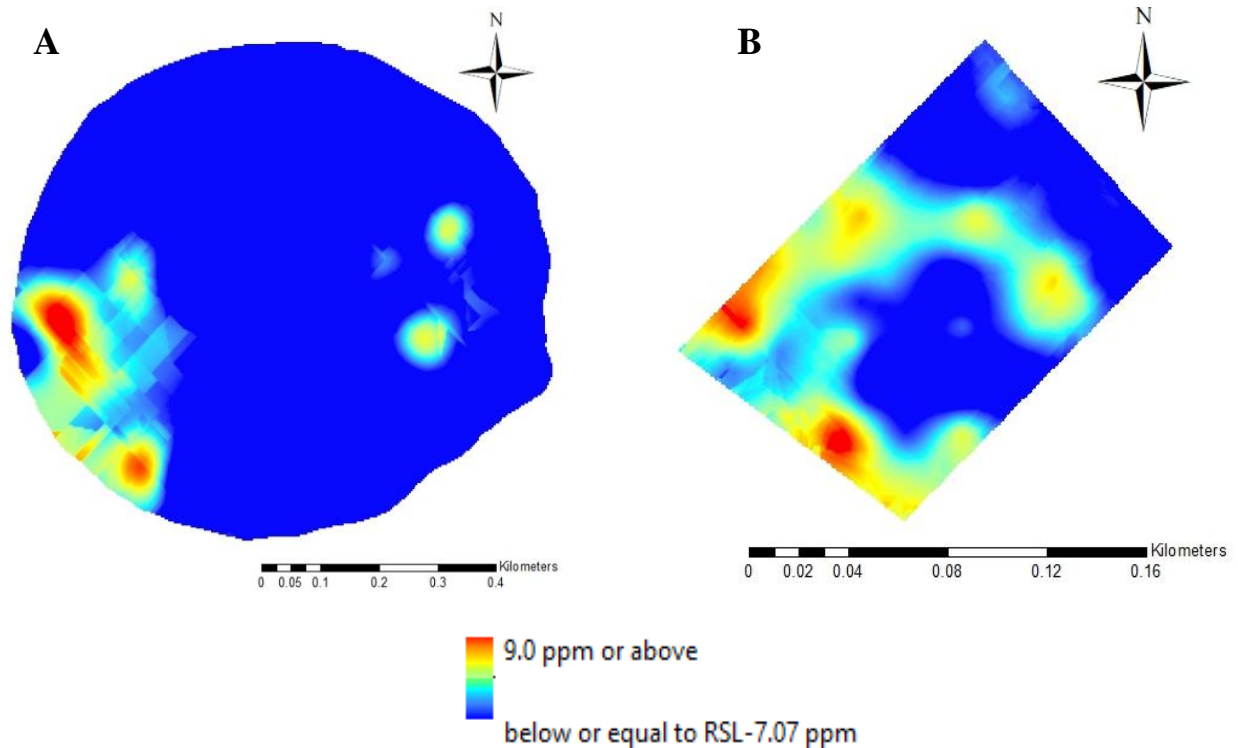 A
N
B
N
Kilometers
0 0.05 0.1 0.2 0.3 0.4
Kilometers
0 0.02 0.04 0.08 0.12 0.16
9.0 ppm or above
below or equal to RSL-7.07 ppm